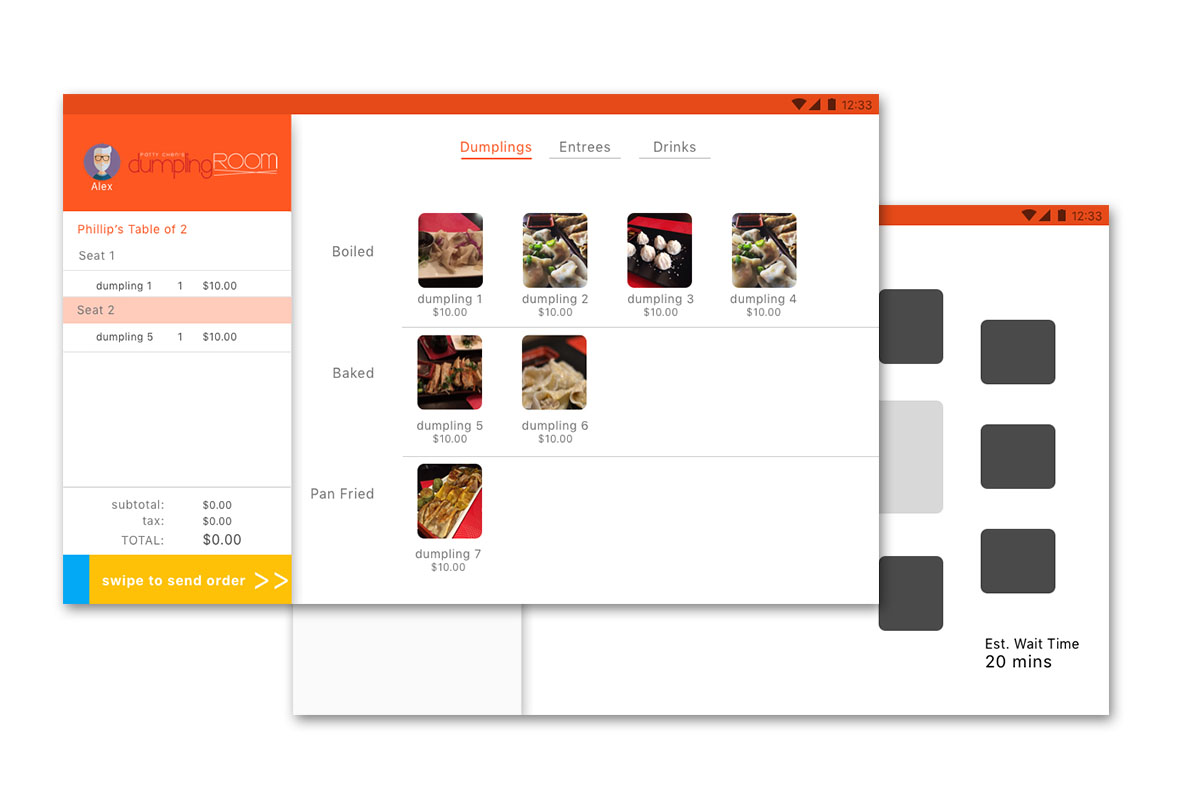 12:33
PATTY CHEN'S
dumplingROOM
Alex
Phillip's Table of 2
Seat 1
dumpling 1 1 $10.00
Seat 2
dumpling 5 1 $10.00
subtotal: $0.00
tax: $0.00
TOTAL: $0.00
swipe to send order >>
Dumplings Entrees Drinks
Boiled
dumpling 1 dumpling 2 dumpling 3 dumpling 4
$10.00 $10.00 $10.00 $10.00
Baked
dumpling 5 dumpling 6
$10.00 $10.00
Pan Fried
dumpling 7
$10.00
12:33
Est. Wait Time
20 mins